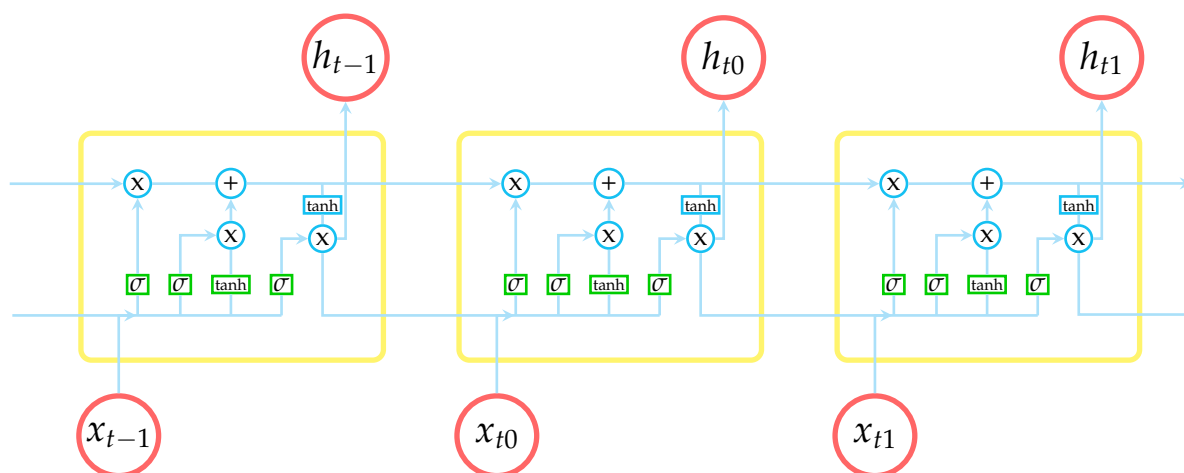 h_{t−1} h_{t0} h_{t1}
x + x + x +
tanh tanh tanh
x x x x x x
σ σ tanh σ σ σ tanh σ σ σ tanh σ
x_{t−1} x_{t0} x_{t1}